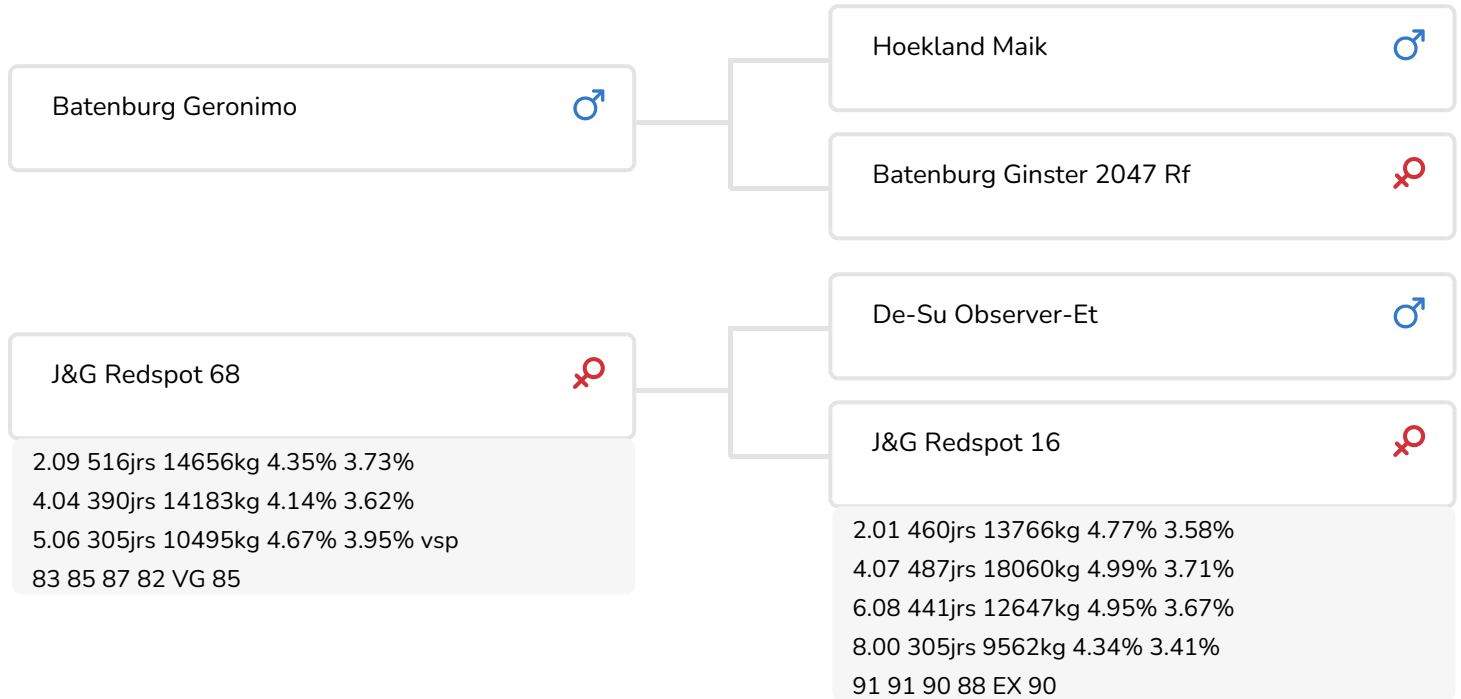 Batenburg Geronimo
Hoekland Maik
Batenburg Ginster 2047 Rf
J&G Redspot 68
2.09 516jrs 14656kg 4.35% 3.73%
4.04 390jrs 14183kg 4.14% 3.62%
5.06 305jrs 10495kg 4.67% 3.95% vsp
83 85 87 82 VG 85
De-Su Observer-Et
J&G Redspot 16
2.01 460jrs 13766kg 4.77% 3.58%
4.07 487jrs 18060kg 4.99% 3.71%
6.08 441jrs 12647kg 4.95% 3.67%
8.00 305jrs 9562kg 4.34% 3.41%
91 91 90 88 EX 90